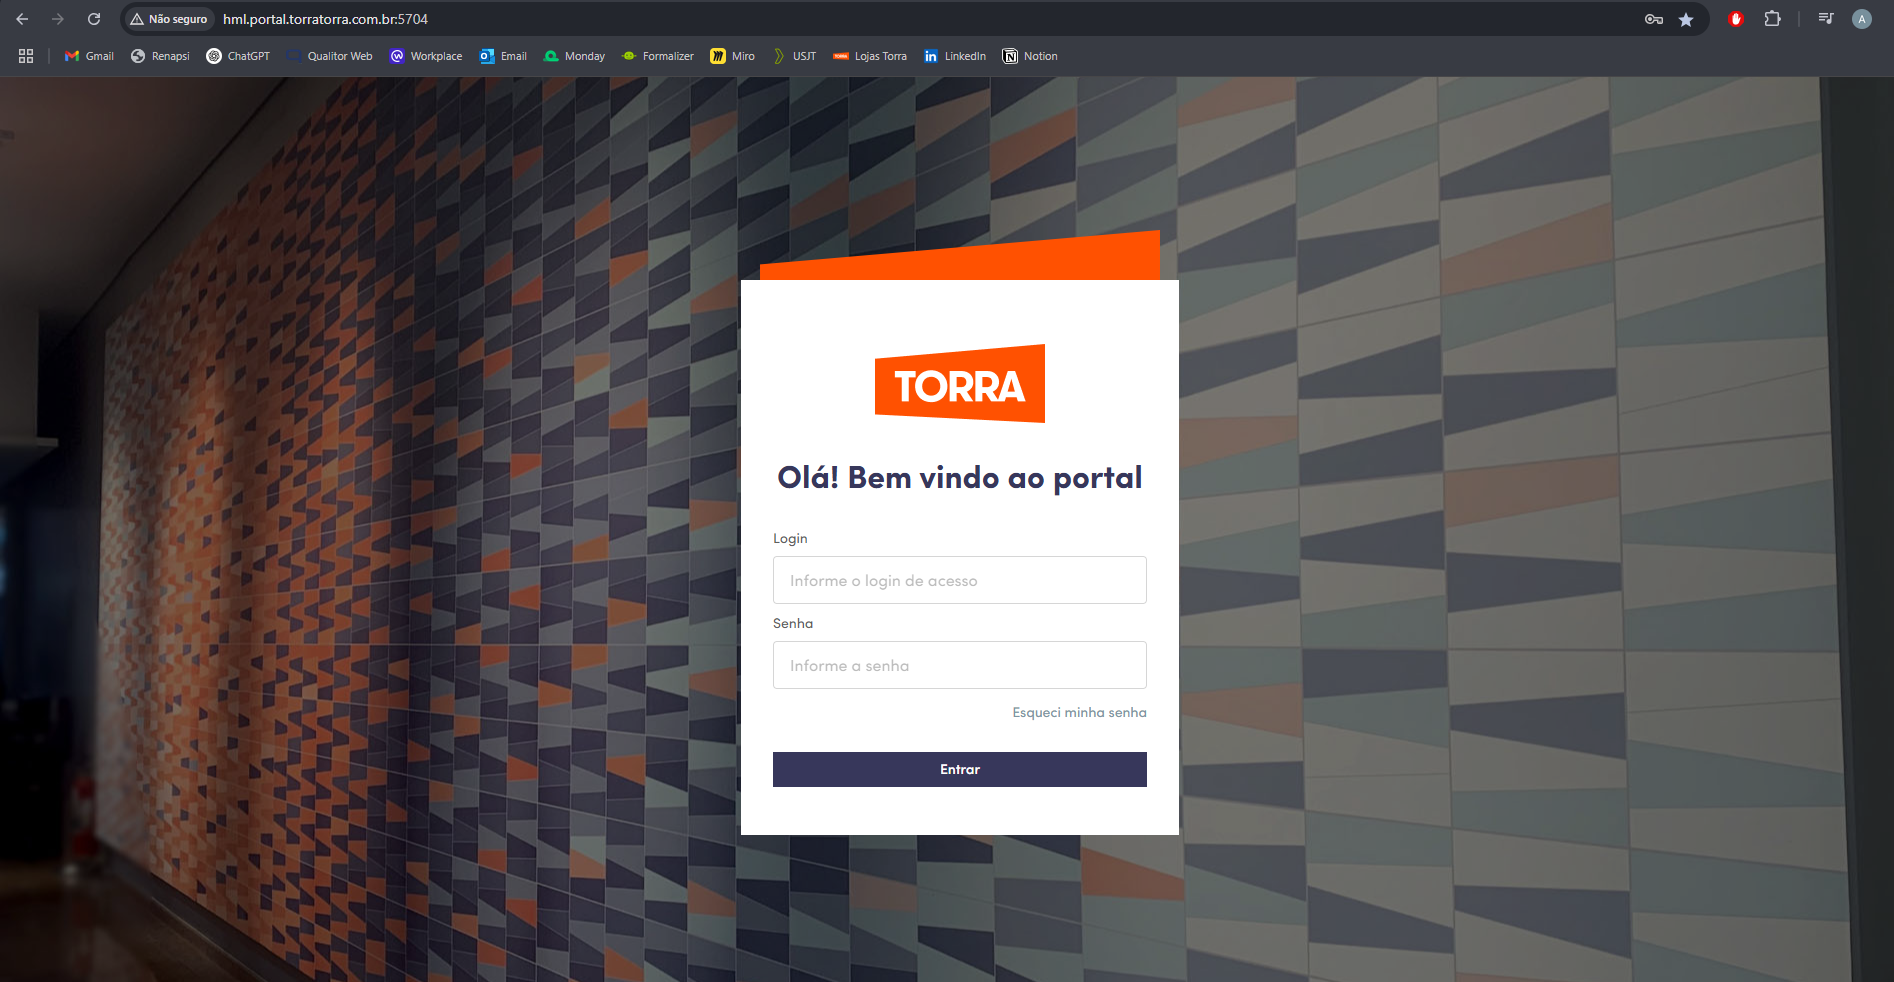 Não seguro
hml.portal.torratorra.com.br:5704
A
Gmail
Renapsi
ChatGPT
Qualitor Web
Workplace
Email
Monday
Formalizer
Miro
USJT
Lojas Torra
LinkedIn
Notion
TORRA
Olá! Bem vindo ao portal
Login
Informe o login de acesso
Senha
Informe a senha
Esqueci minha senha
Entrar